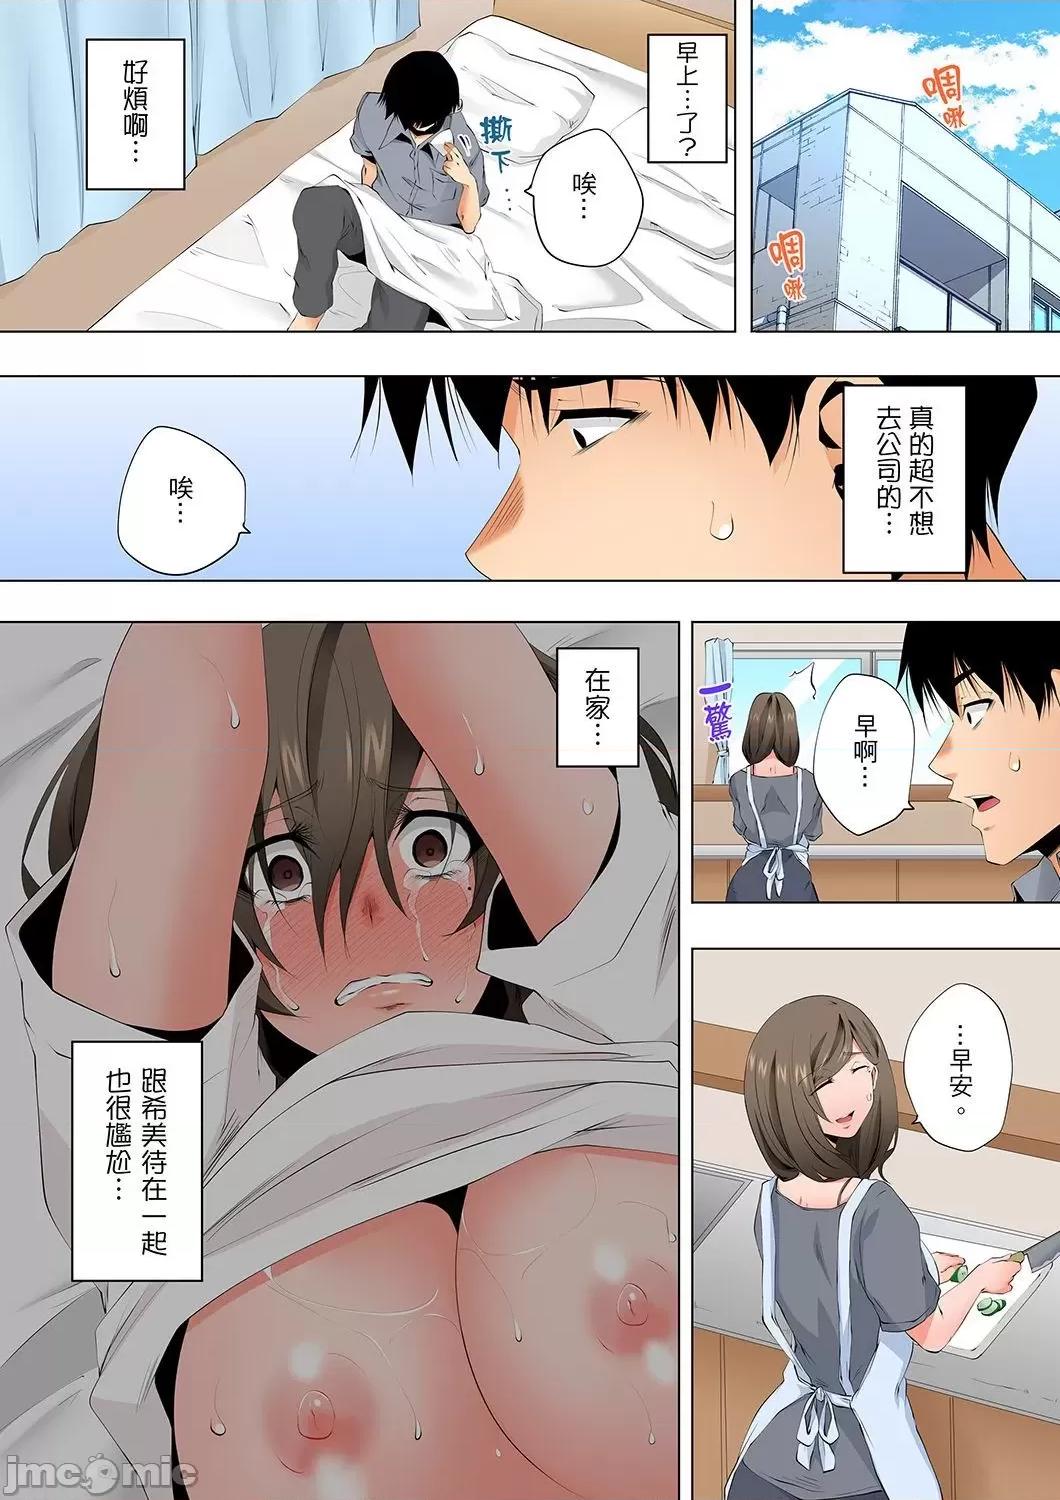 啁
啾
啁
啾
早上…了？
唉…
撕下…
好煩啊…
真的超不想
去公司的…
唉…
一驚
早啊…
…早安。
在家…
跟希美待在一起
也很尷尬…
jmcomic